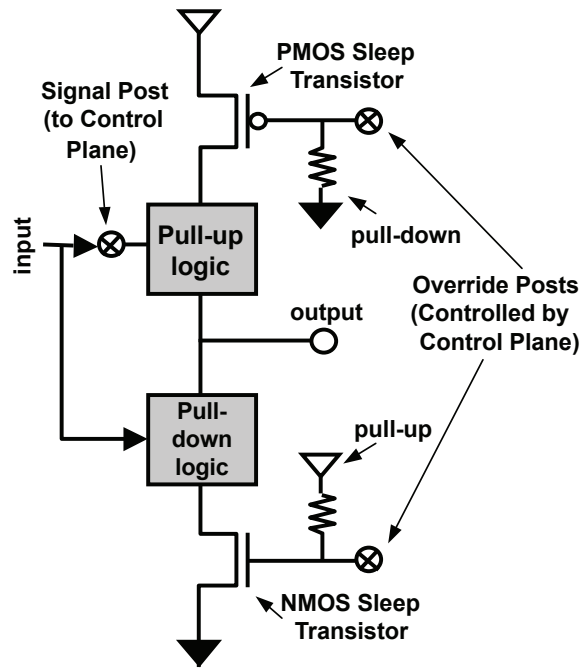 PMOS Sleep
Transistor
Signal Post
(to Control
Plane)
input
Pull-up
logic
pull-down
Override Posts
(Controlled by
Control Plane)
output
Pull-
down
logic
pull-up
NMOS Sleep
Transistor